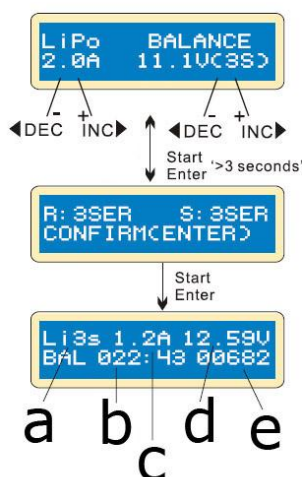 LiPo BALANCE
2.0A 11.1V(3S)
- + - +
◀DEC INC▶ ◀DEC INC▶
Start
Enter '>3 seconds'
R:3SER S:3SER
CONFIRM(ENTER)
Start
Enter
Li3s 1.2A 12.59V
BAL 022:43 00682
a b c d e